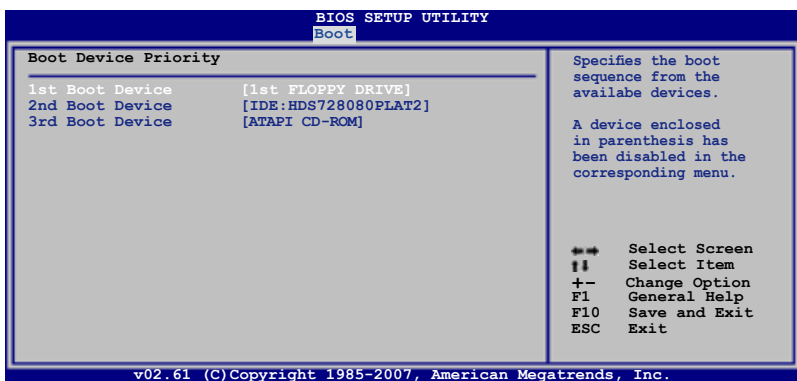 BIOS SETUP UTILITY
Boot
Boot Device Priority
1st Boot Device [1st FLOPPY DRIVE]
2nd Boot Device [IDE:HDS728080PLAT2]
3rd Boot Device [ATAPI CD-ROM]
Specifies the boot
sequence from the
availabe devices.
A device enclosed
in parenthesis has
been disabled in the
corresponding menu.
←→ Select Screen
↑↓ Select Item
+- Change Option
F1 General Help
F10 Save and Exit
ESC Exit
v02.61 (C)Copyright 1985-2007, American Megatrends, Inc.